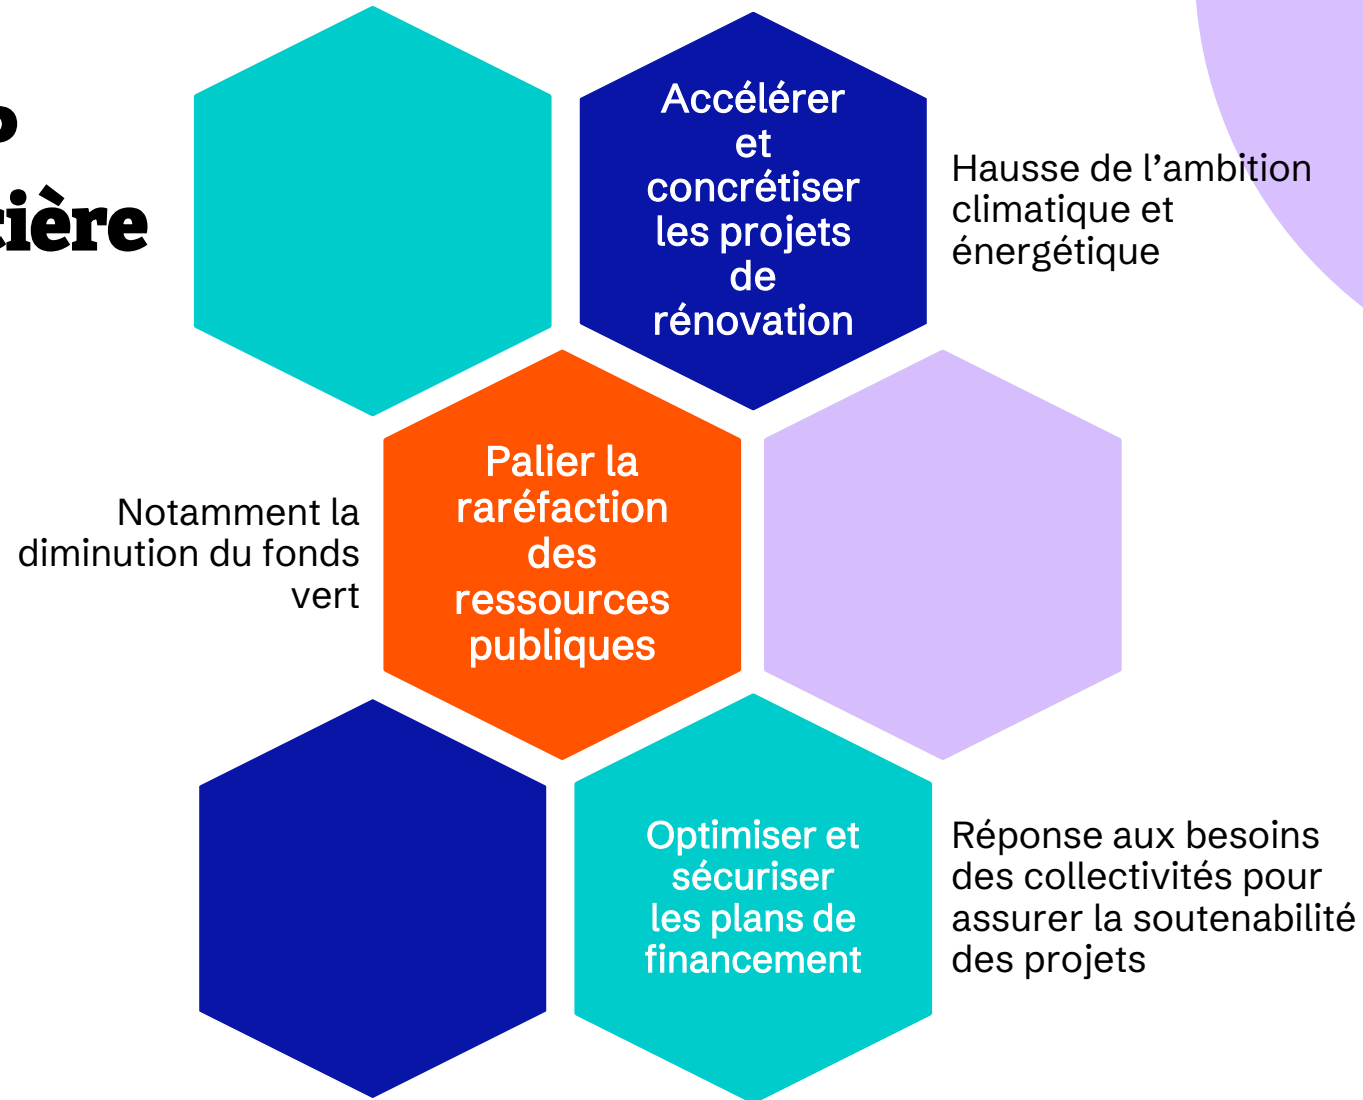 Accélérer
et
concrétiser
les projets
de
rénovation
Hausse de l’ambition
climatique et
énergétique
Palier la
raréfaction
des
ressources
publiques
Notamment la
diminution du fonds
vert
Optimiser et
sécuriser
les plans de
financement
Réponse aux besoins
des collectivités pour
assurer la soutenabilité
des projets